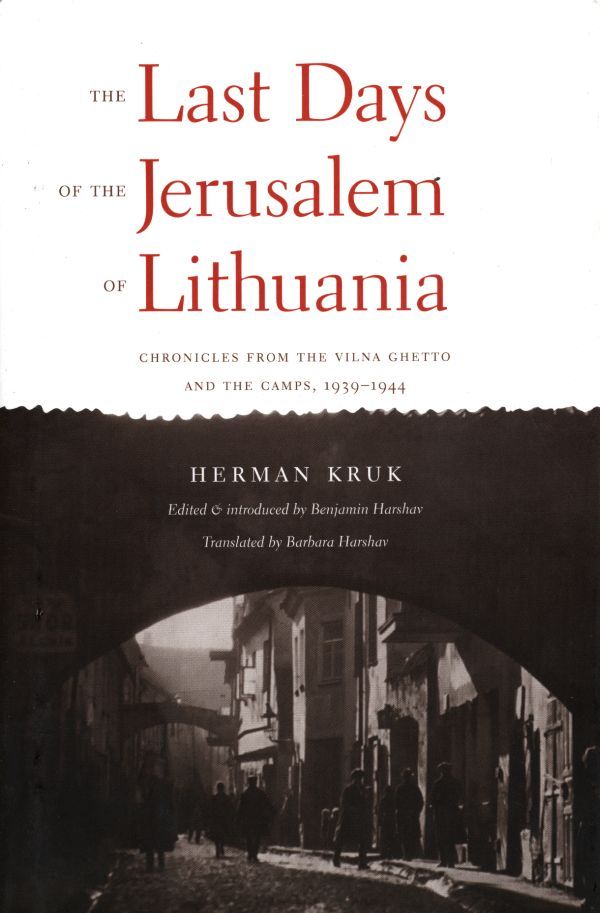 THE Last Days
OF THE Jerusalem
OF Lithuania
CHRONICLES FROM THE VILNA GHETTO
AND THE CAMPS, 1939–1944
HERMAN KRUK
Edited & introduced by Benjamin Harshav
Translated by Barbara Harshav